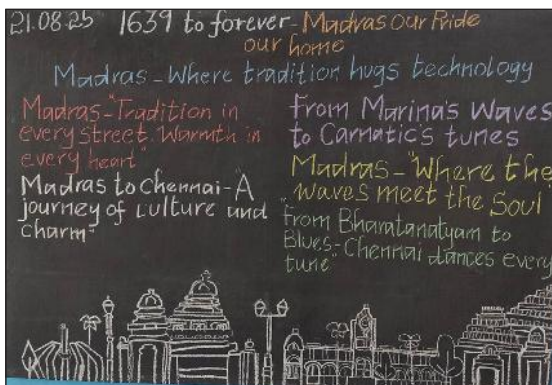 21.08.25 1639 to forever - Madras Our Pride
our home
Madras - Where tradition hugs technology
Madras - "Tradition in
every street, Warmth in
every heart"
Madras to Chennai - A
journey of culture and
charm"
From Marina's Waves
to Carnatic's tunes
Madras - "Where the
waves meet the Soul
"from Bharatanatyam to
Blues - Chennai dances every
tune"